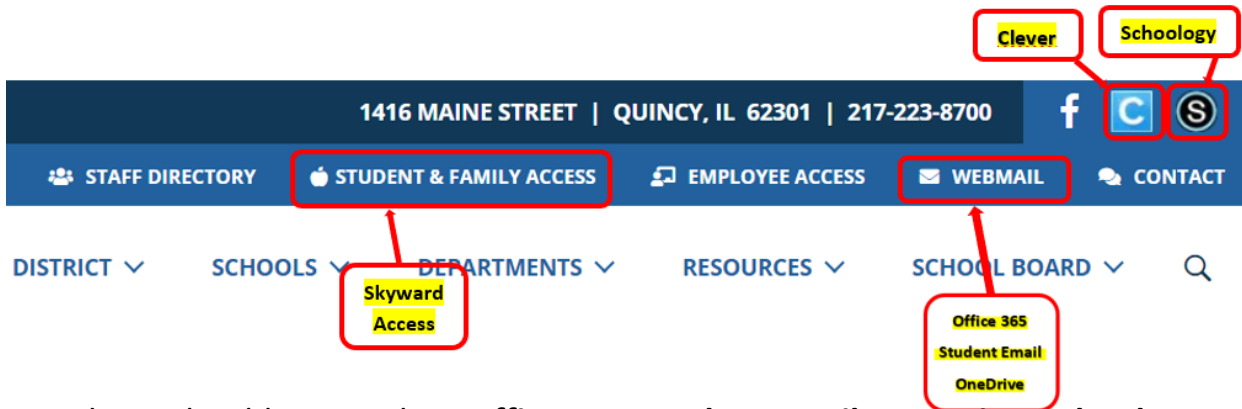 Clever
Schoology
1416 MAINE STREET | QUINCY, IL 62301 | 217-223-8700 f C S
STAFF DIRECTORY STUDENT & FAMILY ACCESS EMPLOYEE ACCESS WEBMAIL CONTACT
DISTRICT SCHOOLS DEPARTMENTS RESOURCES SCHOOL BOARD
Skyward
Access
Office 365
Student Email
OneDrive